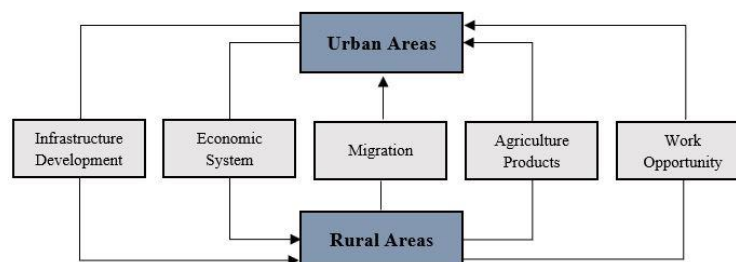 Urban Areas
Infrastructure
Development
Economic
System
Migration
Agriculture
Products
Work
Opportunity
Rural Areas